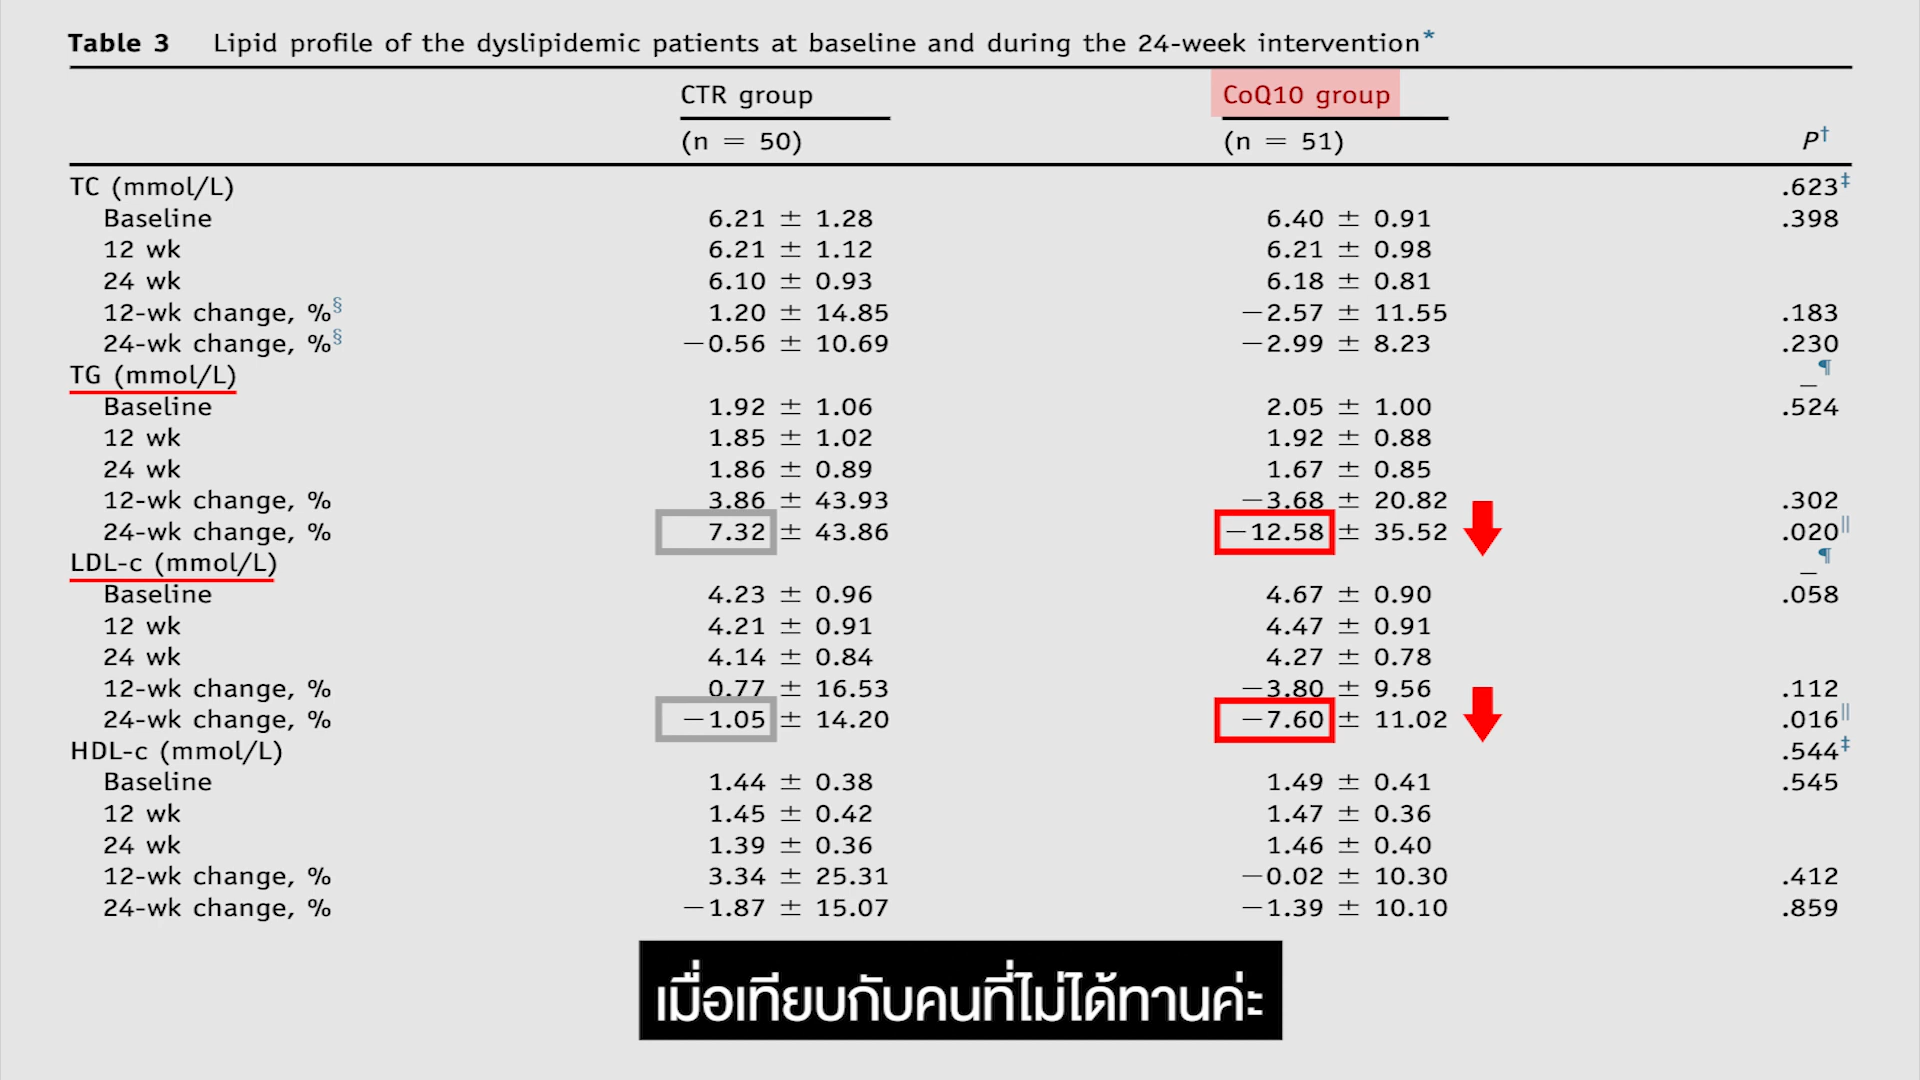 Table 3 Lipid profile of the dyslipidemic patients at baseline and during the 24-week intervention*
CTR group CoQ10 group
(n = 50) (n = 51) P†
TC (mmol/L) .623‡
Baseline 6.21 ± 1.28 6.40 ± 0.91 .398
12 wk 6.21 ± 1.12 6.21 ± 0.98
24 wk 6.10 ± 0.93 6.18 ± 0.81
12-wk change, %§ 1.20 ± 14.85 −2.57 ± 11.55 .183
24-wk change, %§ −0.56 ± 10.69 −2.99 ± 8.23 .230
TG (mmol/L) _¶
Baseline 1.92 ± 1.06 2.05 ± 1.00 .524
12 wk 1.85 ± 1.02 1.92 ± 0.88
24 wk 1.86 ± 0.89 1.67 ± 0.85
12-wk change, % 3.86 ± 43.93 −3.68 ± 20.82 .302
24-wk change, % 7.32 ± 43.86 −12.58 ± 35.52 .020||
LDL-c (mmol/L) _¶
Baseline 4.23 ± 0.96 4.67 ± 0.90 .058
12 wk 4.21 ± 0.91 4.47 ± 0.91
24 wk 4.14 ± 0.84 4.27 ± 0.78
12-wk change, % 0.77 ± 16.53 −3.80 ± 9.56 .112
24-wk change, % −1.05 ± 14.20 −7.60 ± 11.02 .016||
HDL-c (mmol/L) .544‡
Baseline 1.44 ± 0.38 1.49 ± 0.41 .545
12 wk 1.45 ± 0.42 1.47 ± 0.36
24 wk 1.39 ± 0.36 1.46 ± 0.40
12-wk change, % 3.34 ± 25.31 −0.02 ± 10.30 .412
24-wk change, % −1.87 ± 15.07 −1.39 ± 10.10 .859
เมื่อเทียบกับคนที่ไม่ได้ทานค่ะ